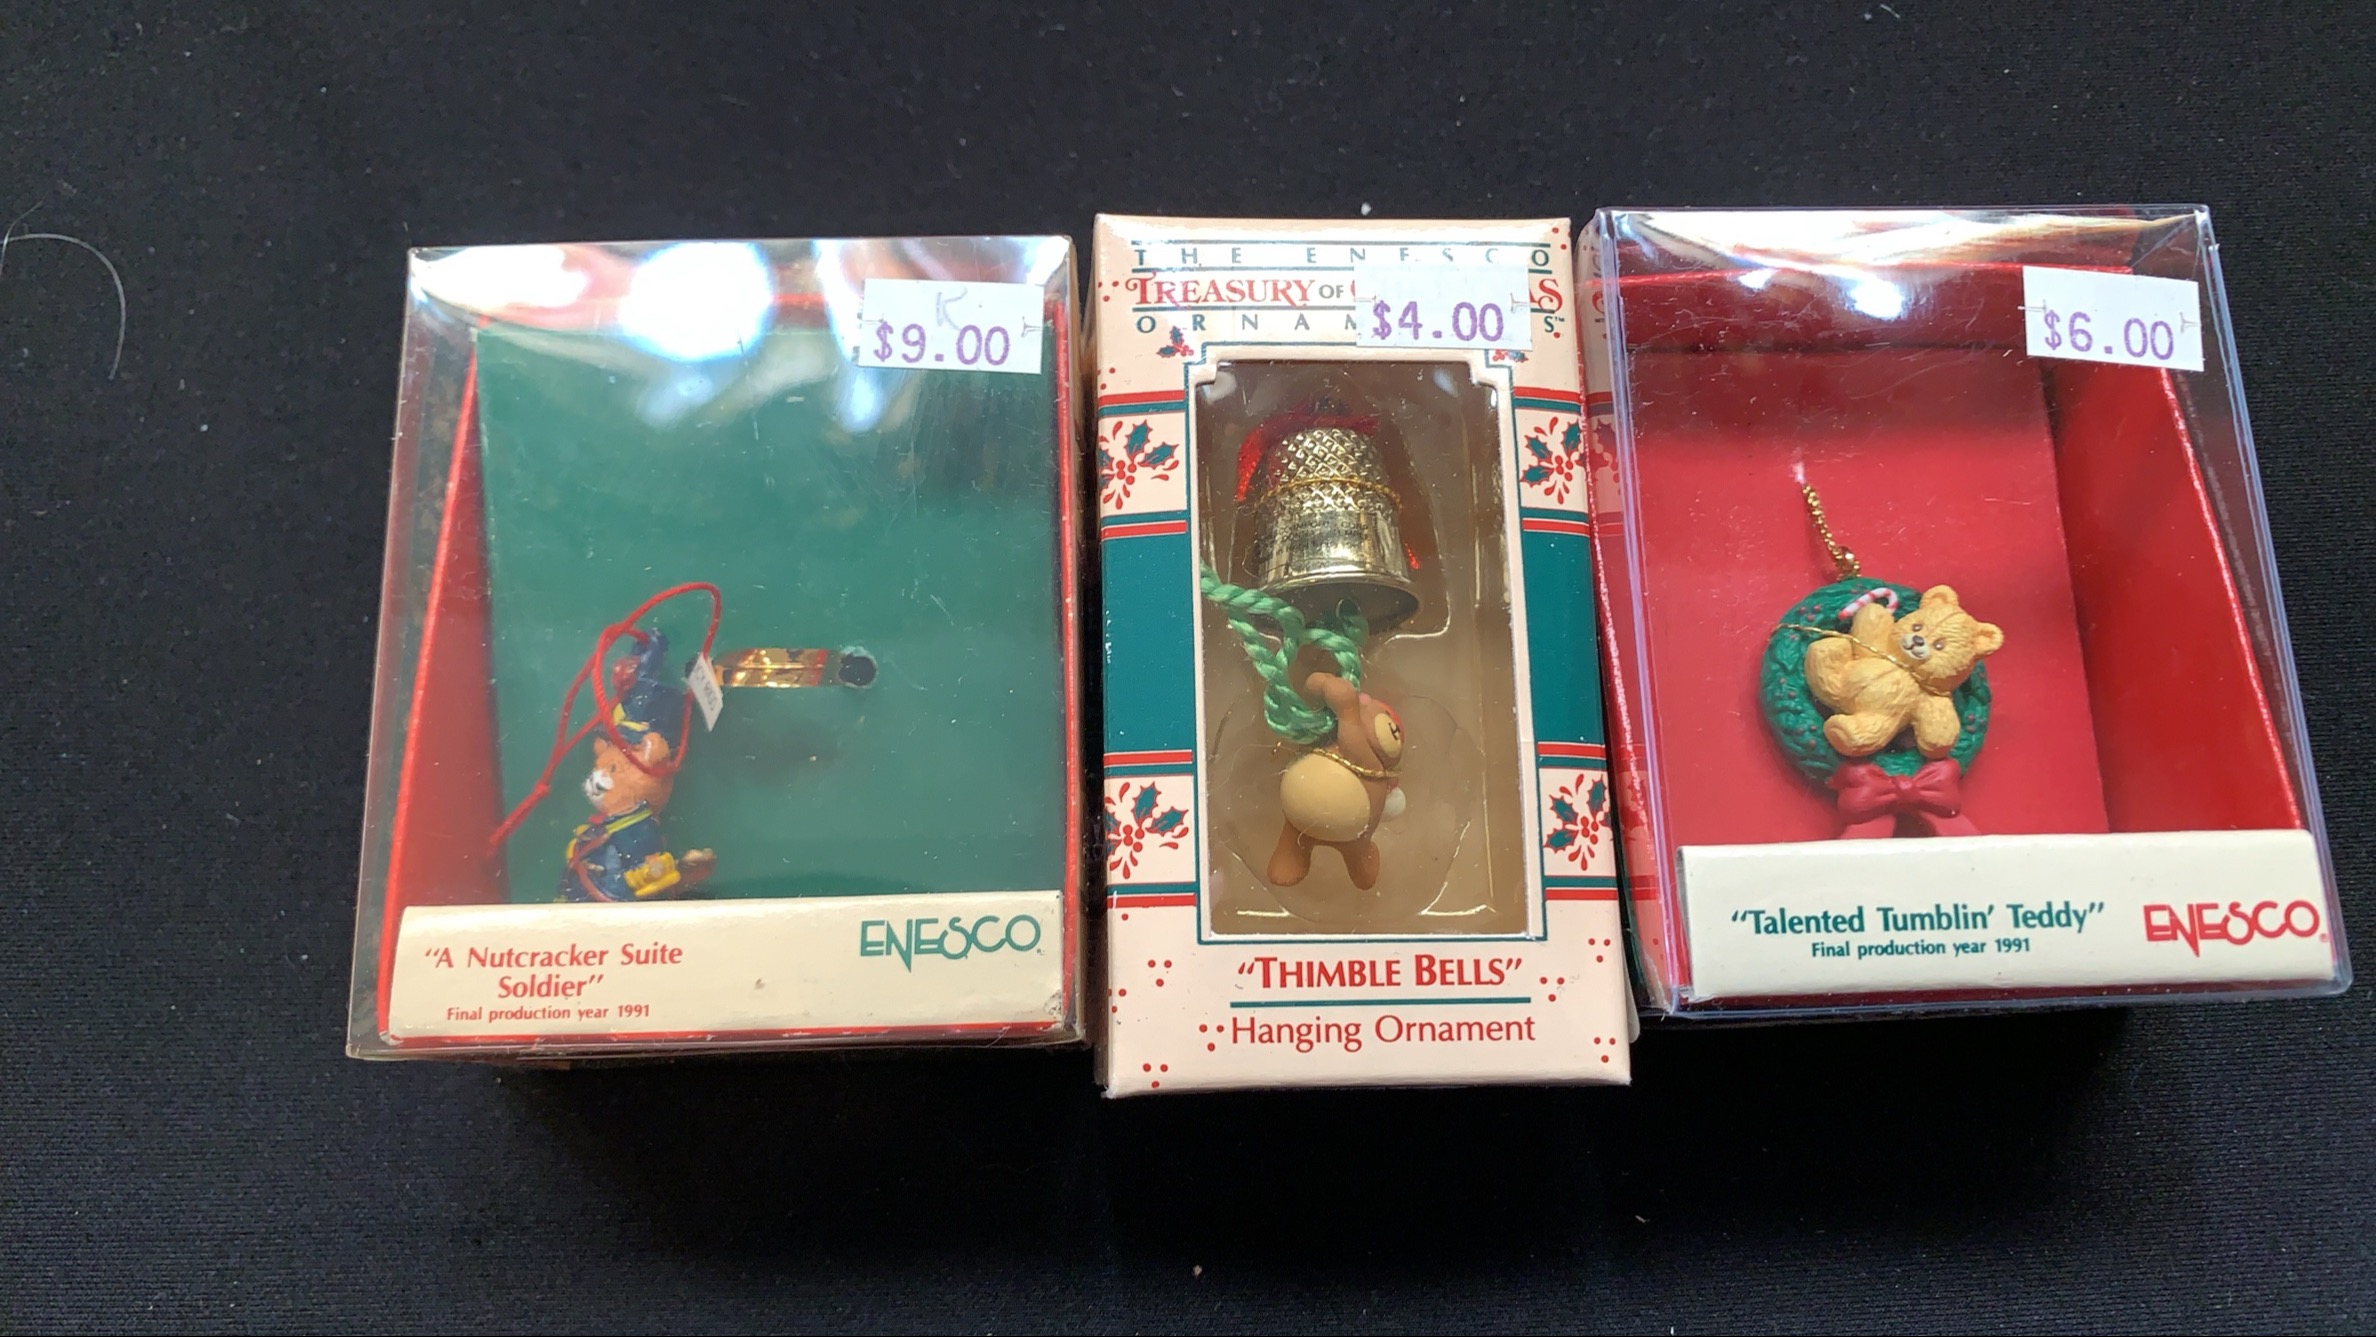 $9.00
"A Nutcracker Suite
Soldier"
Final production year 1991
ENESCO
THE ENESCO
TREASURY OF
$4.00
"THIMBLE BELLS"
Hanging Ornament
$6.00
"Talented Tumblin' Teddy"
Final production year 1991
ENESCO